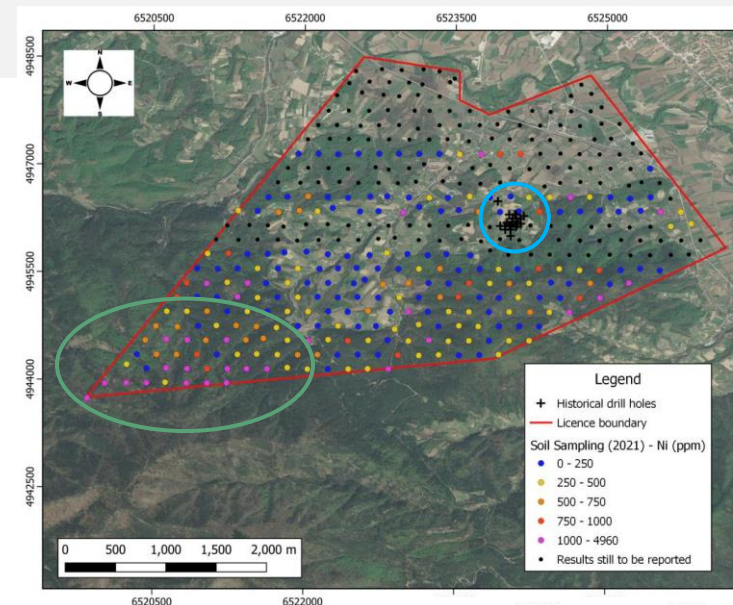 6520500 6522000 6523500 6525000
4948500
N
W E
S
4947000
4945500
4944000
4942500
Legend
Historical drill holes
Licence boundary
Soil Sampling (2021) - Ni (ppm)
0 - 250
250 - 500
500 - 750
750 - 1000
1000 - 4960
Results still to be reported
0 500 1,000 1,500 2,000 m
6520500 6522000 6523500 6525000